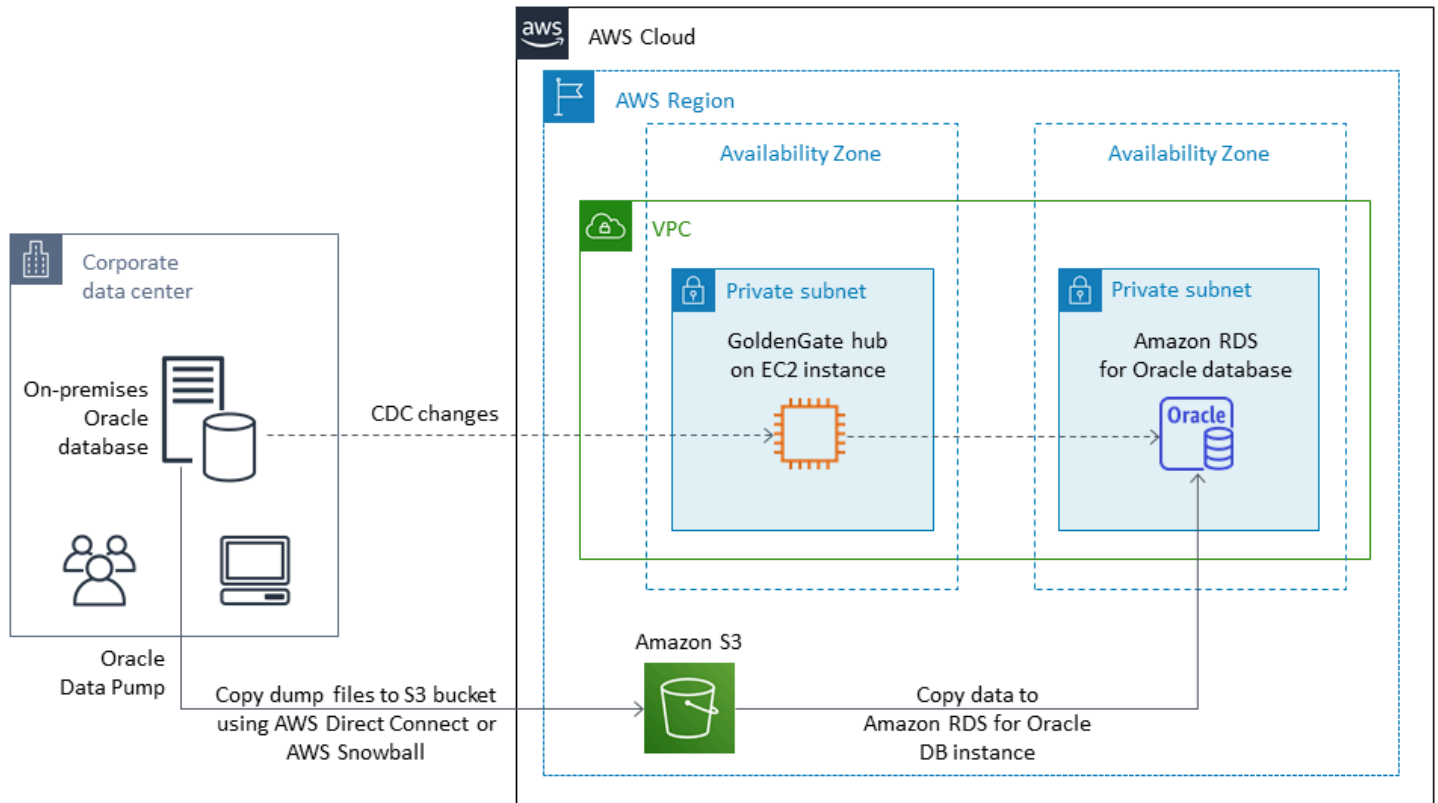 aws
AWS Cloud
AWS Region
Availability Zone
Availability Zone
VPC
Corporate
data center
Private subnet
Private subnet
GoldenGate hub
on EC2 instance
Amazon RDS
for Oracle database
On-premises
Oracle
database
CDC changes
Oracle
Amazon S3
Oracle
Data Pump
Copy dump files to S3 bucket
using AWS Direct Connect or
AWS Snowball
Copy data to
Amazon RDS for Oracle
DB instance